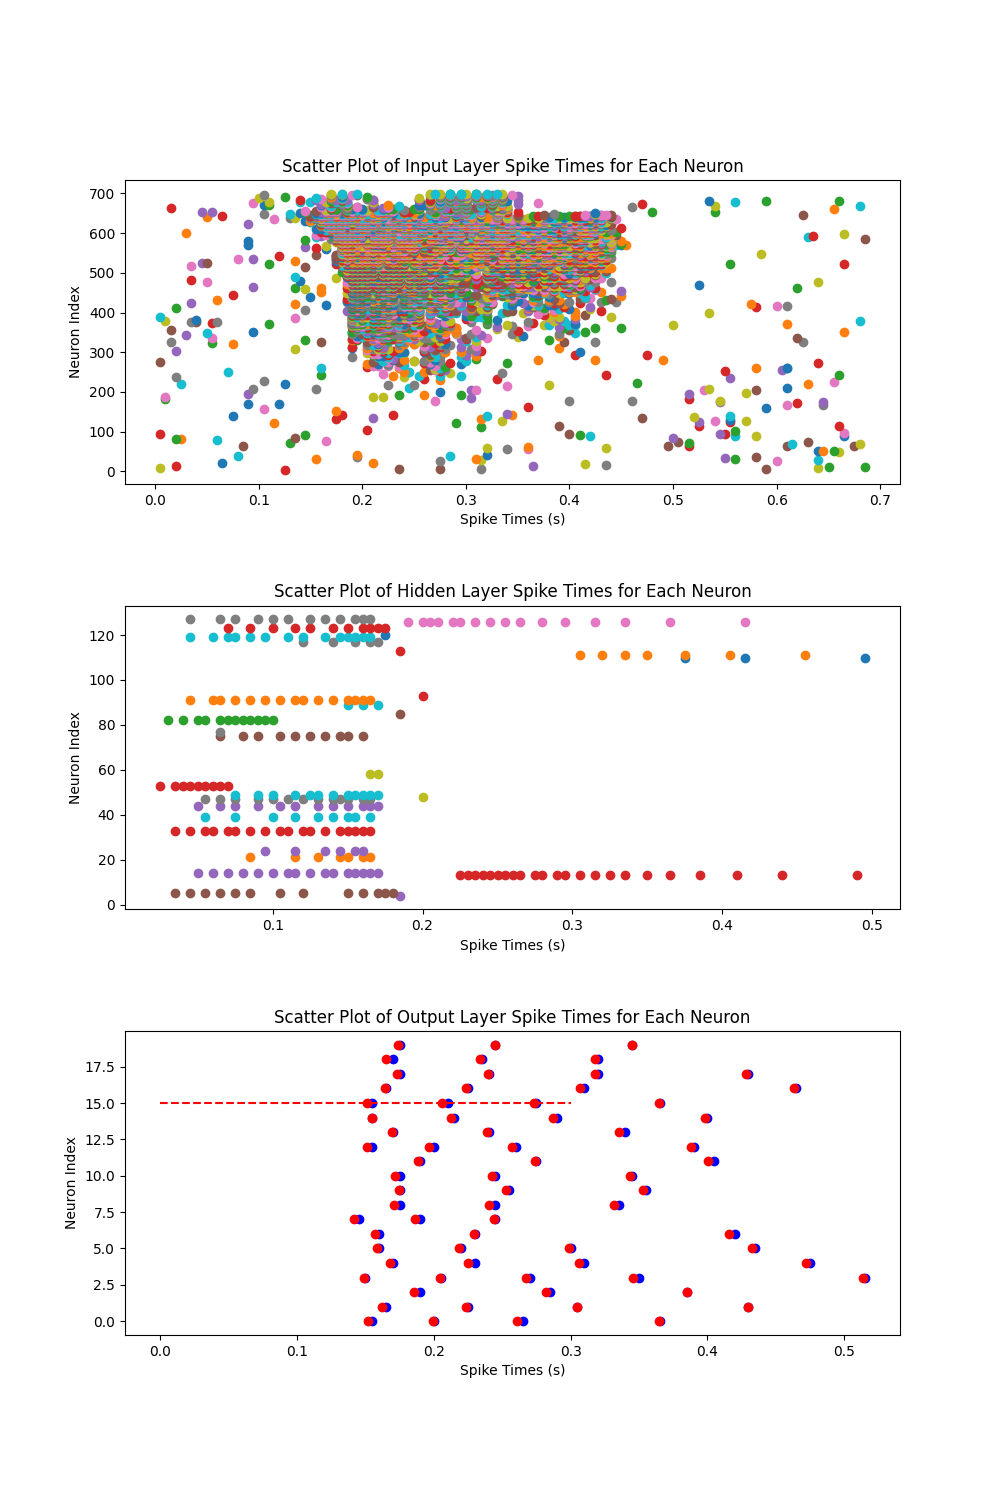 Scatter Plot of Input Layer Spike Times for Each Neuron
700
600
500
400
300
200
100
0
Neuron Index
0.0 0.1 0.2 0.3 0.4 0.5 0.6 0.7
Spike Times (s)
Scatter Plot of Hidden Layer Spike Times for Each Neuron
120
100
80
60
40
20
0
Neuron Index
0.1 0.2 0.3 0.4 0.5
Spike Times (s)
Scatter Plot of Output Layer Spike Times for Each Neuron
17.5
15.0
12.5
10.0
7.5
5.0
2.5
0.0
Neuron Index
0.0 0.1 0.2 0.3 0.4 0.5
Spike Times (s)